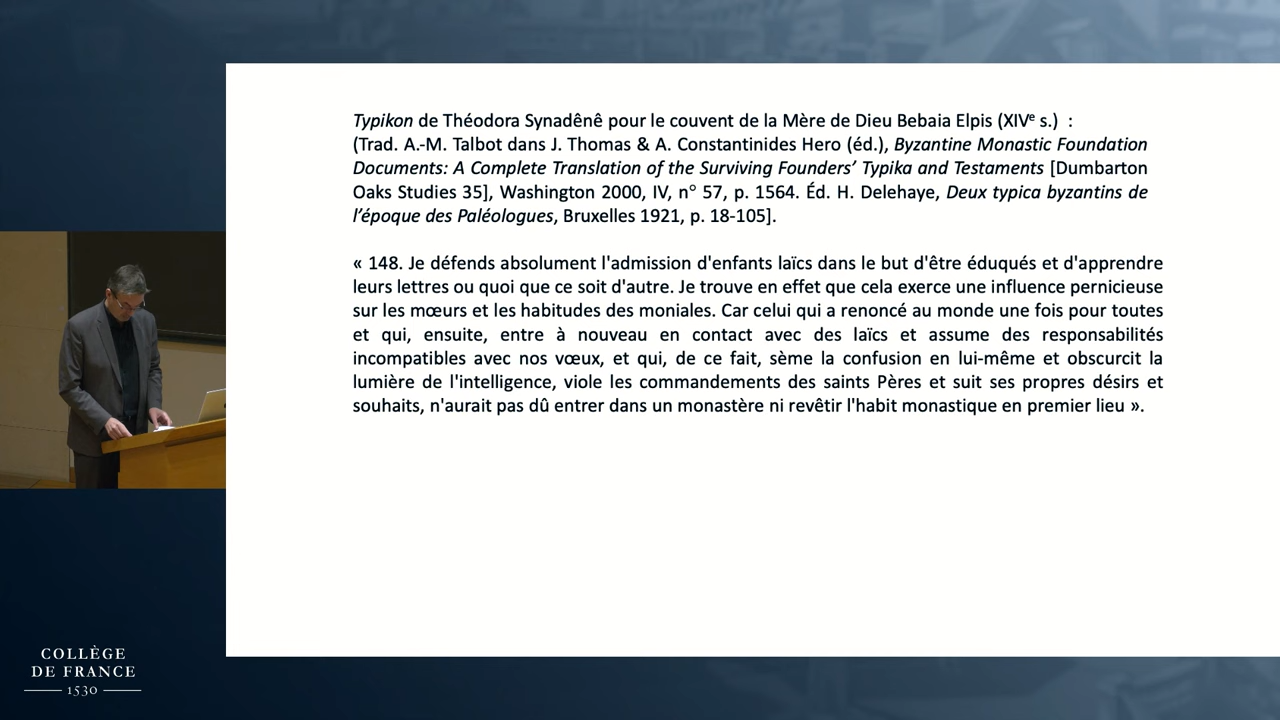 Typikon de Théodora Synadênê pour le couvent de la Mère de Dieu Bebaia Elpis (XIVe s.) :
(Trad. A.-M. Talbot dans J. Thomas & A. Constantinides Hero (éd.), Byzantine Monastic Foundation
Documents: A Complete Translation of the Surviving Founders’ Typika and Testaments [Dumbarton
Oaks Studies 35], Washington 2000, IV, n° 57, p. 1564. Éd. H. Delehaye, Deux typica byzantins de
l’époque des Paléologues, Bruxelles 1921, p. 18-105].
« 148. Je défends absolument l'admission d'enfants laïcs dans le but d'être éduqués et d'apprendre
leurs lettres ou quoi que ce soit d'autre. Je trouve en effet que cela exerce une influence pernicieuse
sur les mœurs et les habitudes des moniales. Car celui qui a renoncé au monde une fois pour toutes
et qui, ensuite, entre à nouveau en contact avec des laïcs et assume des responsabilités
incompatibles avec nos vœux, et qui, de ce fait, sème la confusion en lui-même et obscurcit la
lumière de l'intelligence, viole les commandements des saints Pères et suit ses propres désirs et
souhaits, n'aurait pas dû entrer dans un monastère ni revêtir l'habit monastique en premier lieu ».
COLLÈGE
DE FRANCE
1530